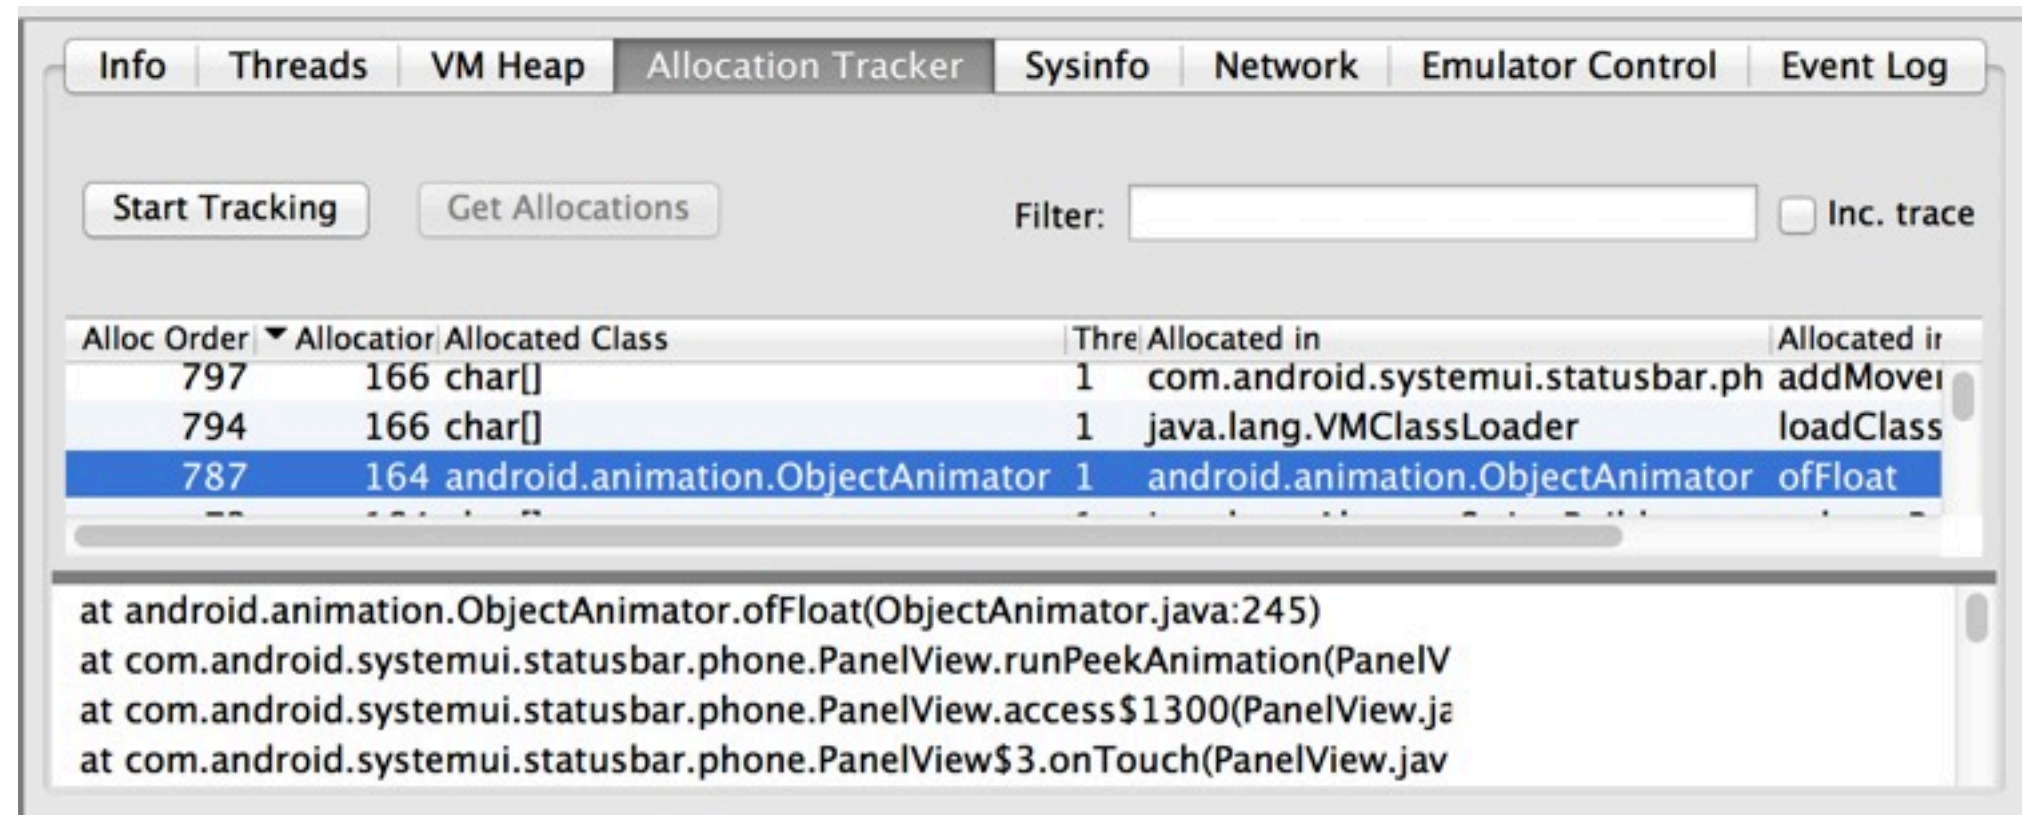 Info Threads VM Heap Allocation Tracker Sysinfo Network Emulator Control Event Log
Start Tracking Get Allocations Filter: Inc. trace
Alloc Order Allocation Allocated Class Thre Allocated in Allocated in
797 166 char[] 1 com.android.systemui.statusbar.ph addMover
794 166 char[] 1 java.lang.VMClassLoader loadClass
787 164 android.animation.ObjectAnimator 1 android.animation.ObjectAnimator ofFloat
at android.animation.ObjectAnimator.ofFloat(ObjectAnimator.java:245)
at com.android.systemui.statusbar.phone.PanelView.runPeekAnimation(PanelV
at com.android.systemui.statusbar.phone.PanelView.access$1300(PanelView.ja
at com.android.systemui.statusbar.phone.PanelView$3.onTouch(PanelView.jav